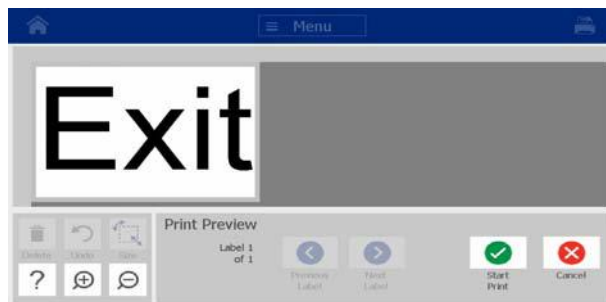 Menu
Exit
Print Preview
Label 1
of 1
Delete
Undo
Size
Previous
Label
Next
Label
Start
Print
Cancel
?